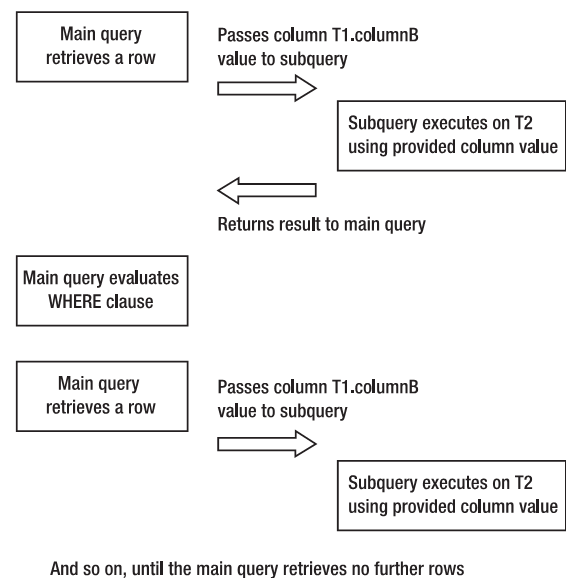 Main query
retrieves a row
Passes column T1.columnB
value to subquery
Subquery executes on T2
using provided column value
Returns result to main query
Main query evaluates
WHERE clause
Main query
retrieves a row
Passes column T1.columnB
value to subquery
Subquery executes on T2
using provided column value
And so on, until the main query retrieves no further rows